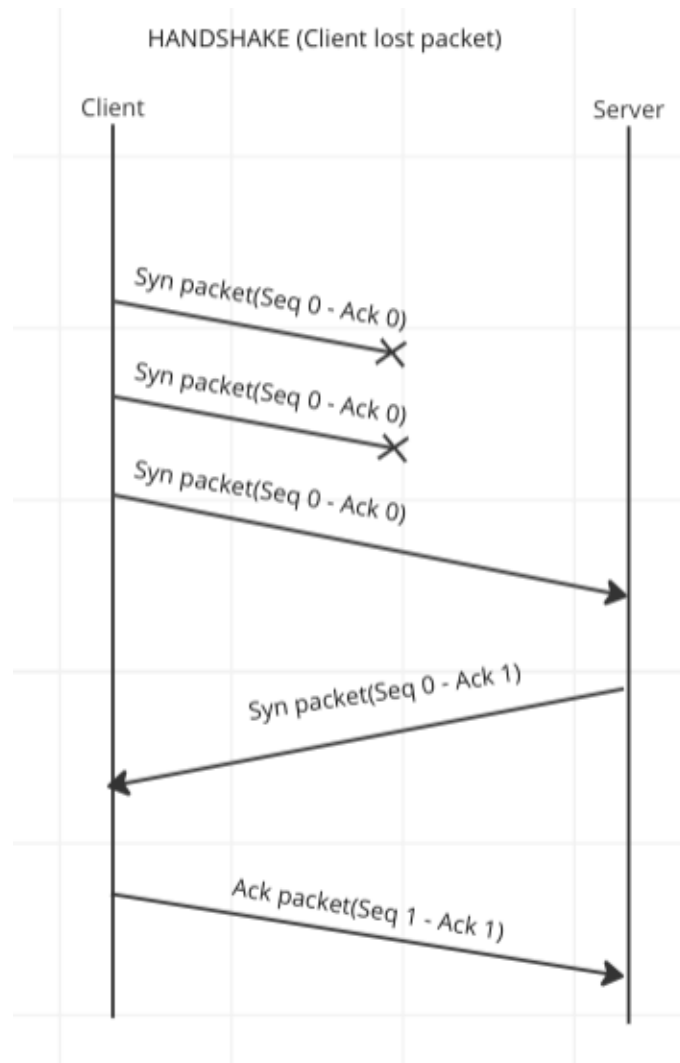 HANDSHAKE (Client lost packet)
Client
Server
Syn packet(Seq 0 - Ack 0)
Syn packet(Seq 0 - Ack 0)
Syn packet(Seq 0 - Ack 0)
Syn packet(Seq 0 - Ack 1)
Ack packet(Seq 1 - Ack 1)